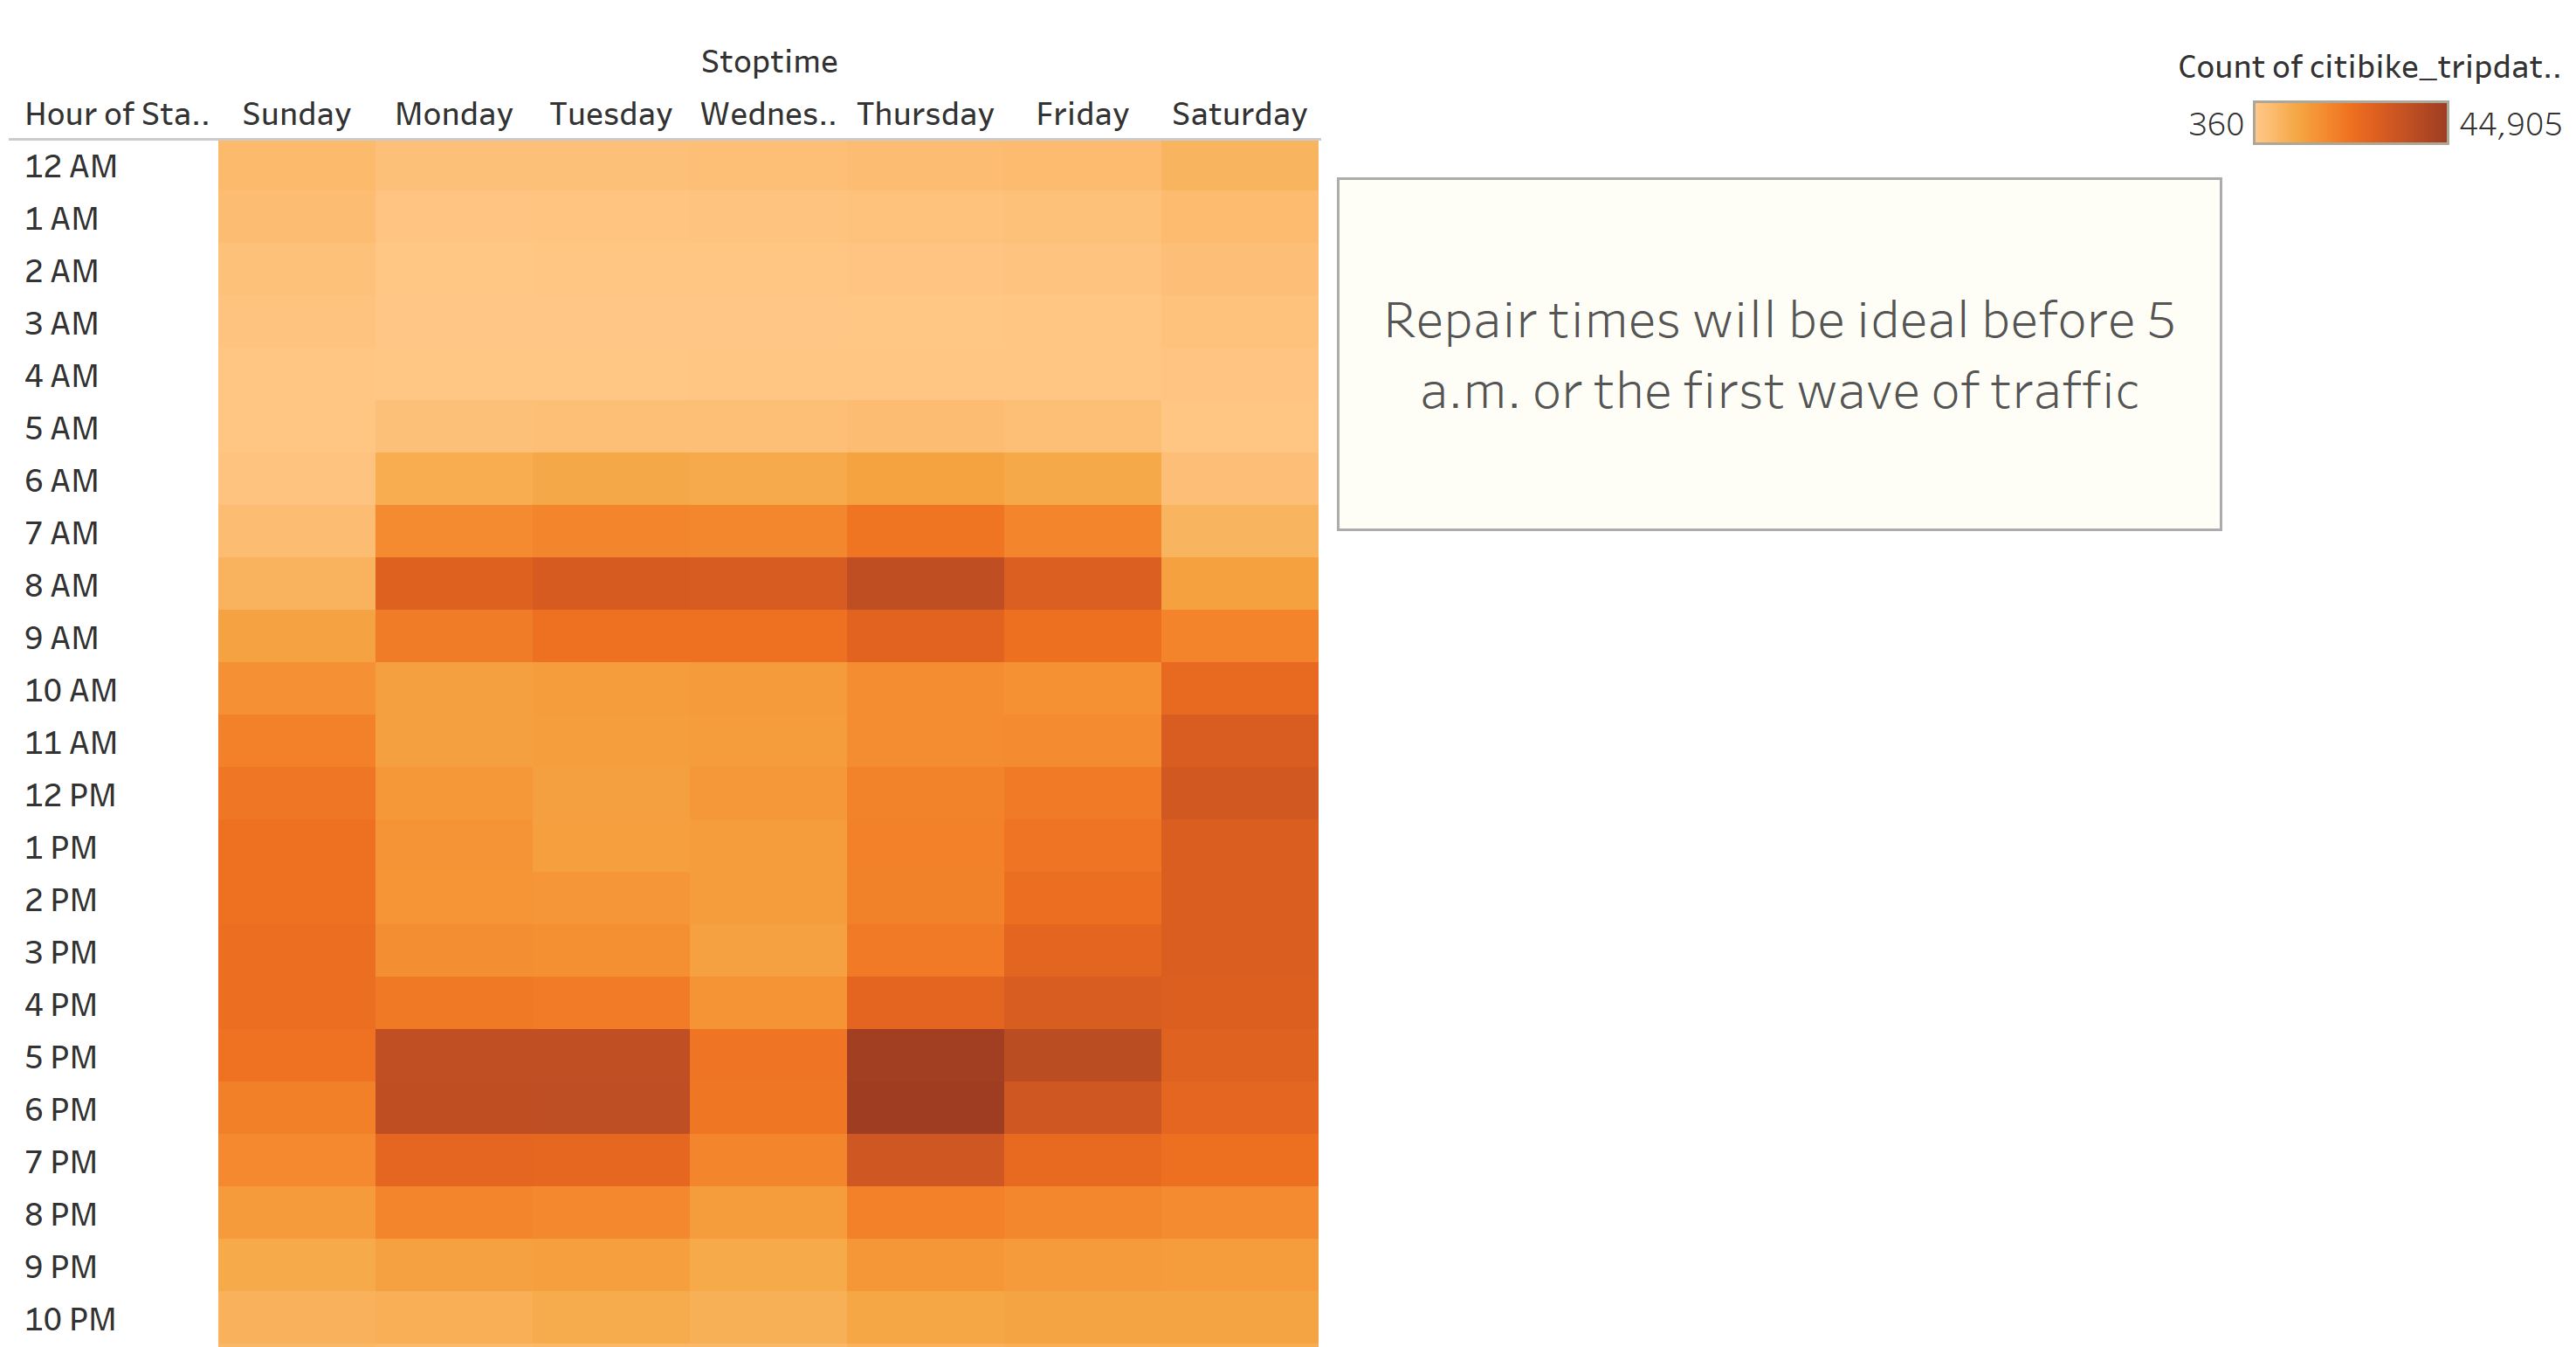 Stoptime
Count of citibike_tripdat..
Hour of Sta.. Sunday Monday Tuesday Wednes.. Thursday Friday Saturday
360 44,905
12 AM
1 AM
2 AM
3 AM
4 AM
5 AM
6 AM
7 AM
8 AM
9 AM
10 AM
11 AM
12 PM
1 PM
2 PM
3 PM
4 PM
5 PM
6 PM
7 PM
8 PM
9 PM
10 PM
Repair times will be ideal before 5
a.m. or the first wave of traffic